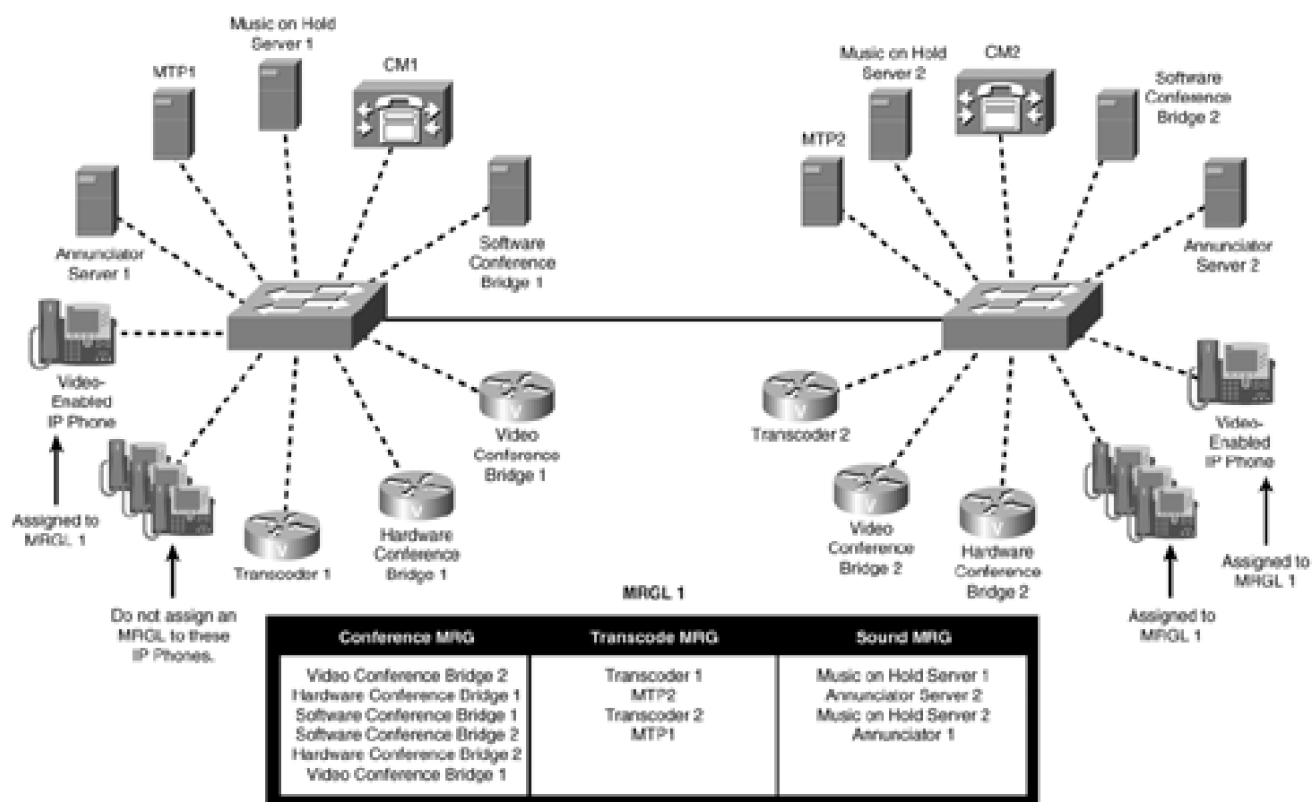 Music on Hold
Server 1
MTP1
CM1
Annunciator
Server 1
Software
Conference
Bridge 1
Video-
Enabled
IP Phone
Assigned to
MRGL 1
Do not assign an
MRGL to these
IP Phones.
V
Transcoder 1
V
Hardware
Conference
Bridge 1
V
Video
Conference
Bridge 1
Music on Hold
Server 2
CM2
Software
Conference
Bridge 2
MTP2
Annunciator
Server 2
V
Transcoder 2
V
Video
Conference
Bridge 2
V
Hardware
Conference
Bridge 2
Video-
Enabled
IP Phone
Assigned to
MRGL 1
Assigned to
MRGL 1
MRGL 1
Conference MRG
Video Conference Bridge 2
Hardware Conference Bridge 1
Software Conference Bridge 1
Software Conference Bridge 2
Hardware Conference Bridge 2
Video Conference Bridge 1
Transcode MRG
Transcoder 1
MTP2
Transcoder 2
MTP1
Sound MRG
Music on Hold Server 1
Annunciator Server 2
Music on Hold Server 2
Annunciator 1